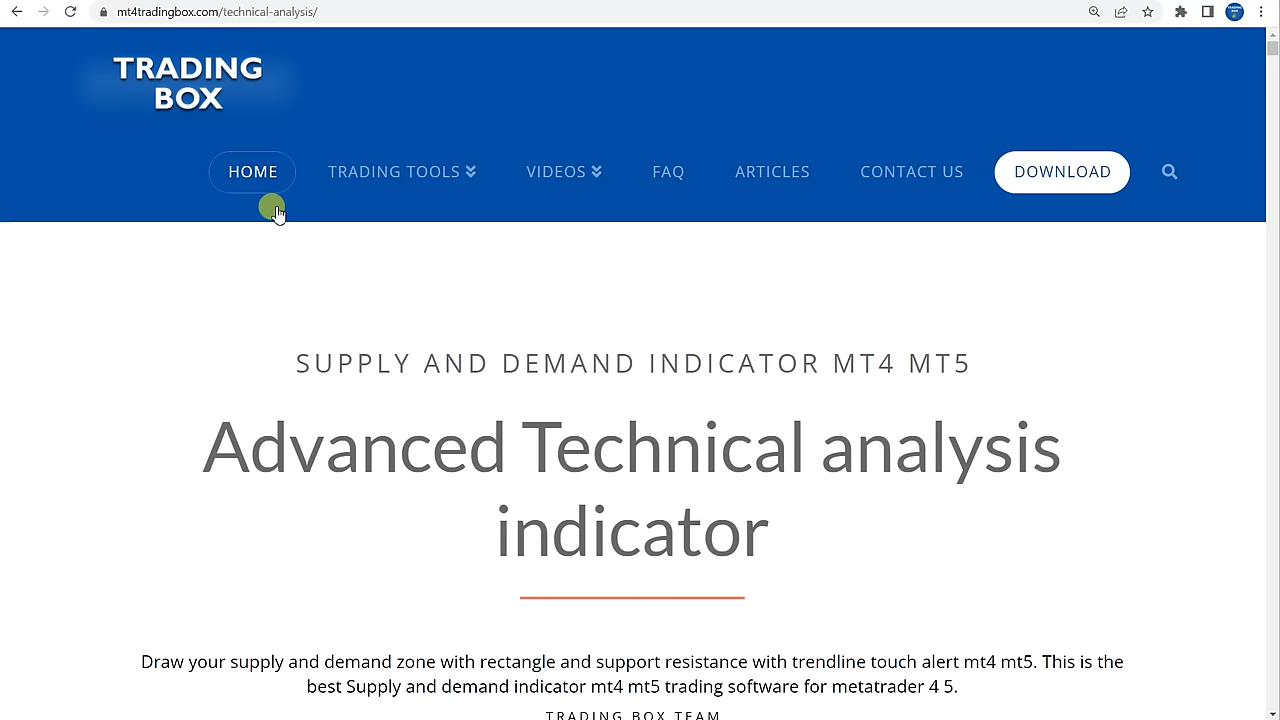 mt4tradingbox.com/technical-analysis/
TRADING
BOX
HOME TRADING TOOLS VIDEOS FAQ ARTICLES CONTACT US DOWNLOAD
SUPPLY AND DEMAND INDICATOR MT4 MT5
Advanced Technical analysis
indicator
Draw your supply and demand zone with rectangle and support resistance with trendline touch alert mt4 mt5. This is the
best Supply and demand indicator mt4 mt5 trading software for metatrader 4 5.
TRADING BOX TEAM